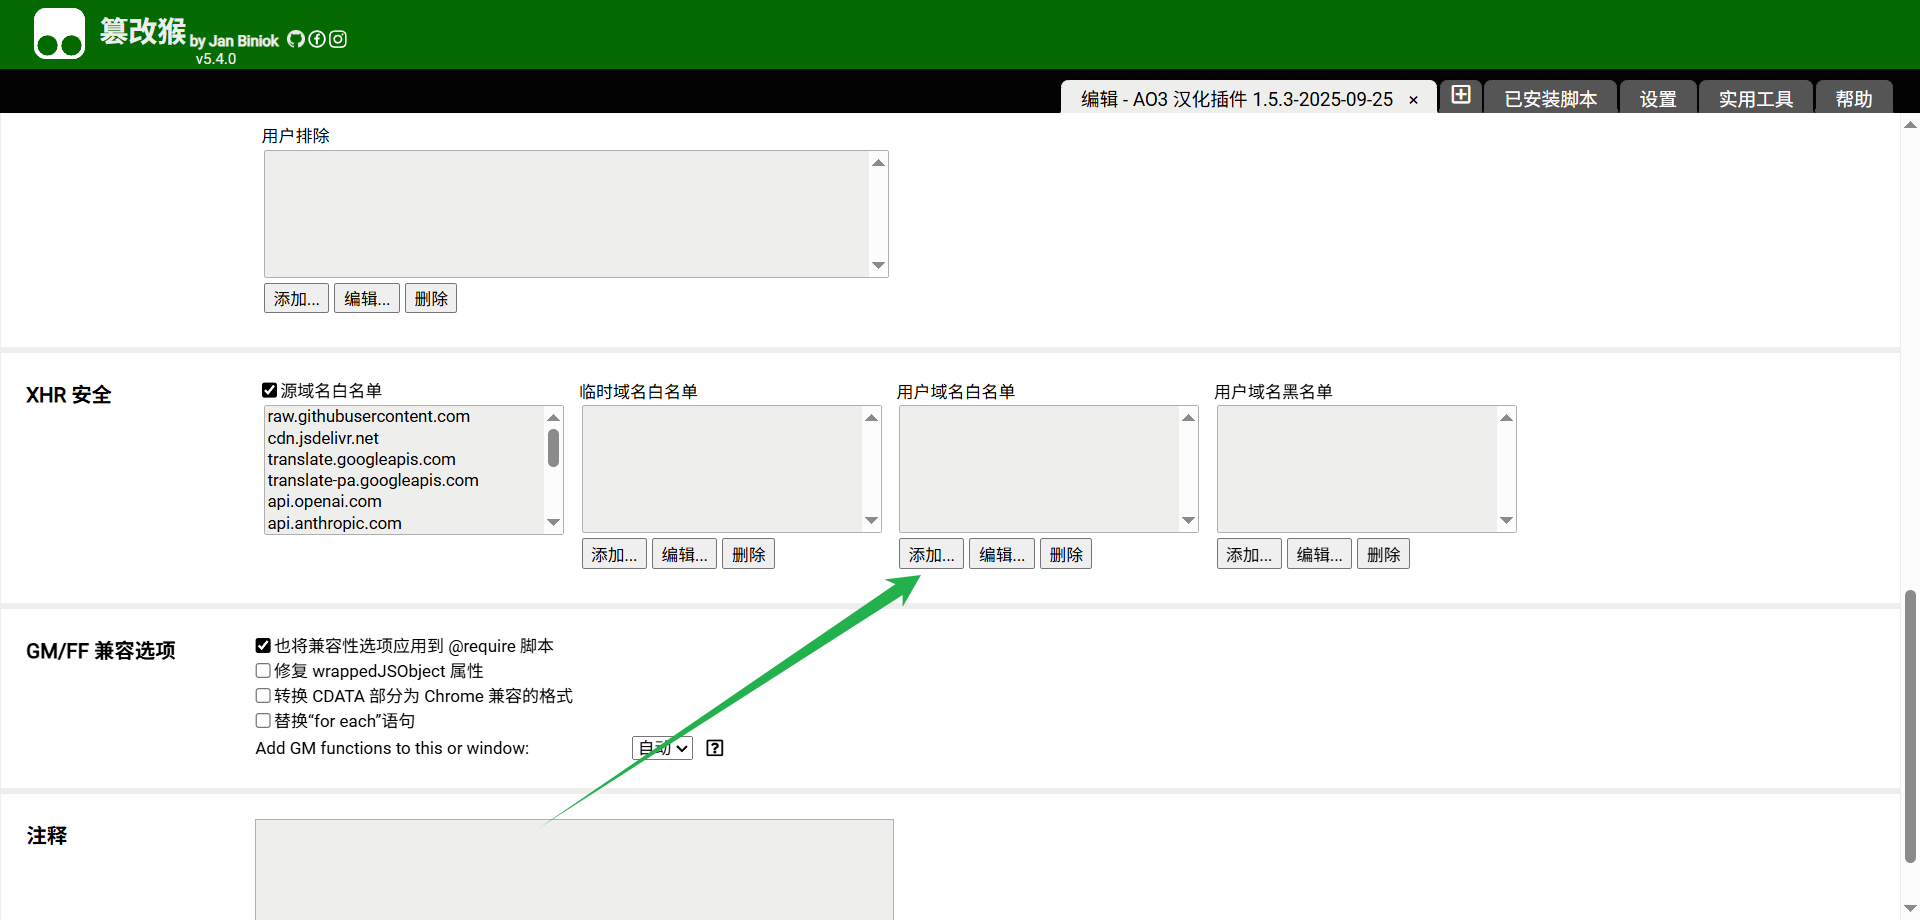 篡改猴 by Jan Biniok
v5.4.0
编辑 - AO3 汉化插件 1.5.3-2025-09-25 ×
已安装脚本
设置
实用工具
帮助
用户排除
添加... 编辑... 删除
XHR 安全
源域名白名单
raw.githubusercontent.com
cdn.jsdelivr.net
translate.googleapis.com
translate-pa.googleapis.com
api.openai.com
api.anthropic.com
临时域名白名单
添加... 编辑... 删除
用户域名白名单
添加... 编辑... 删除
用户域名黑名单
添加... 编辑... 删除
GM/FF 兼容选项
也将兼容性选项应用到 @require 脚本
修复 wrappedJSObject 属性
转换 CDATA 部分为 Chrome 兼容的格式
替换“for each”语句
Add GM functions to this or window: 自动 ?
注释